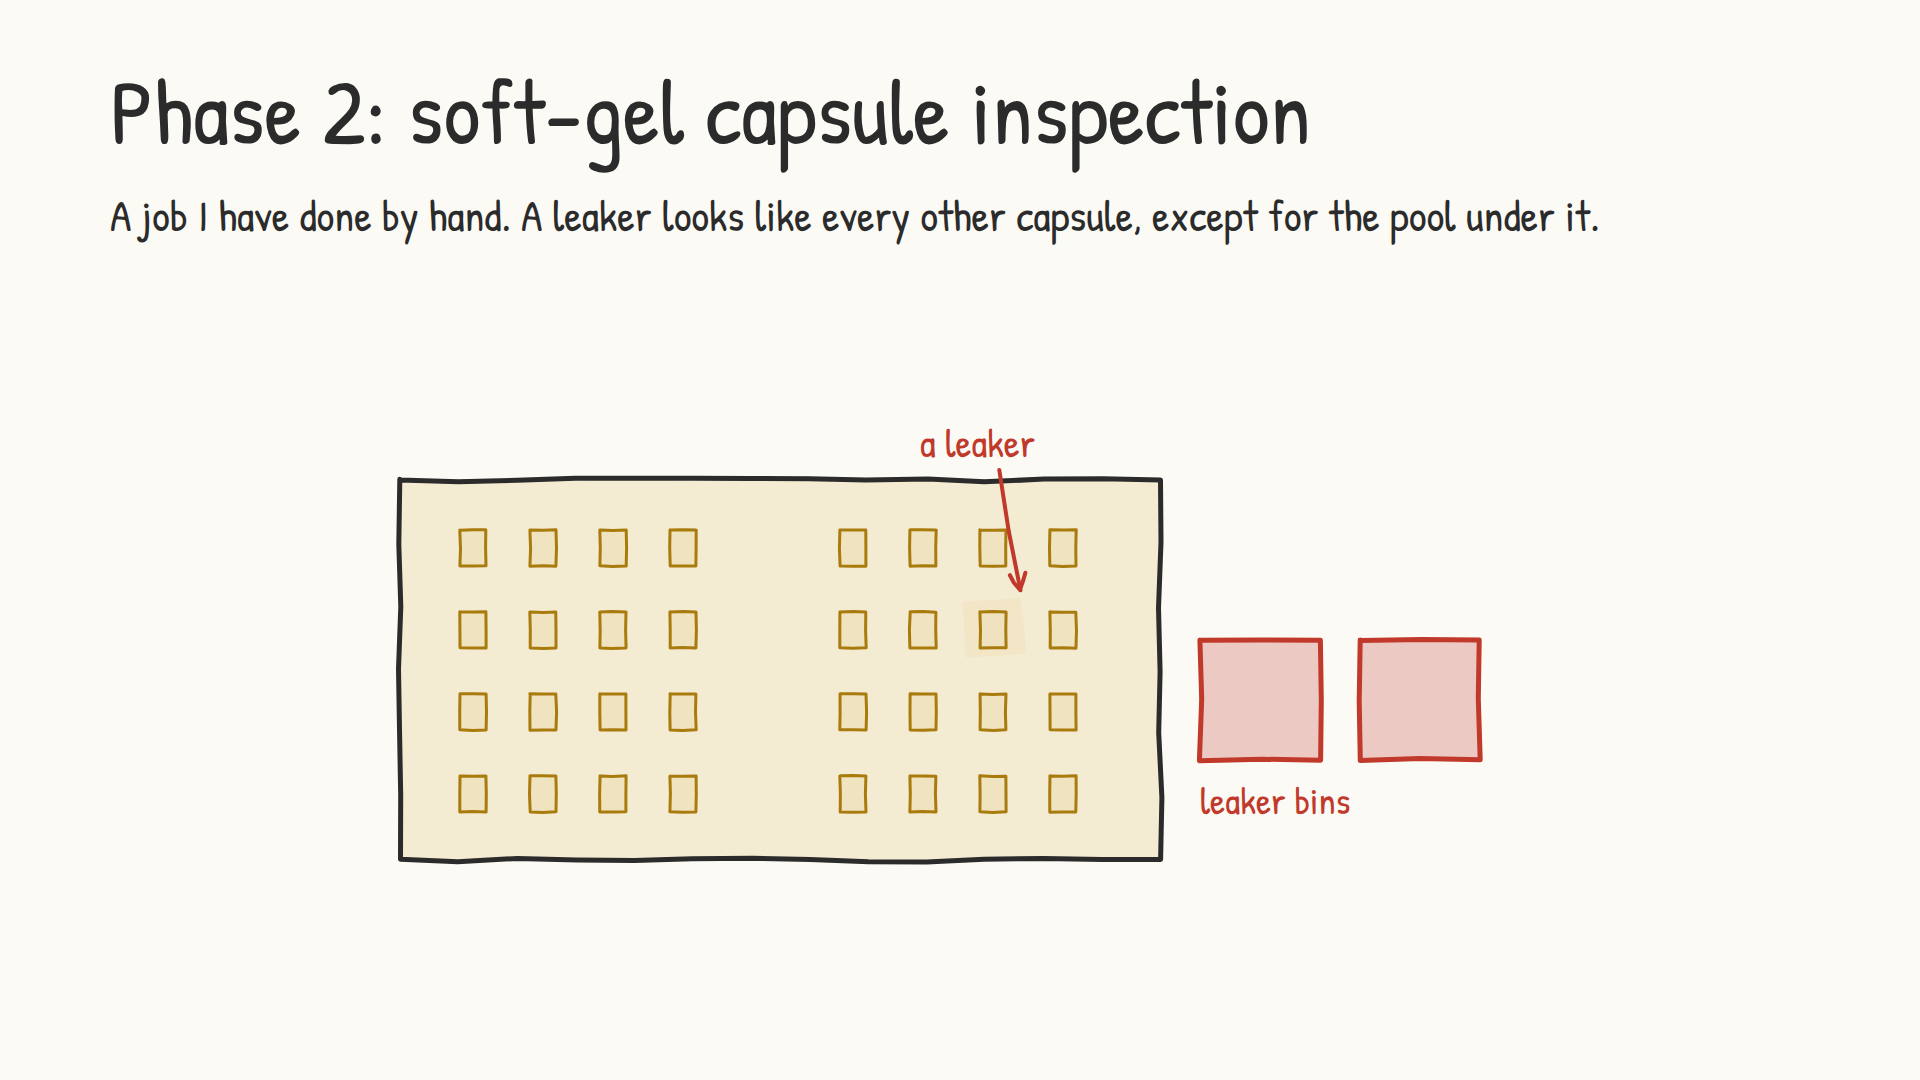 Phase 2: soft-gel capsule inspection
A job I have done by hand. A leaker looks like every other capsule, except for the pool under it.
a leaker
leaker bins